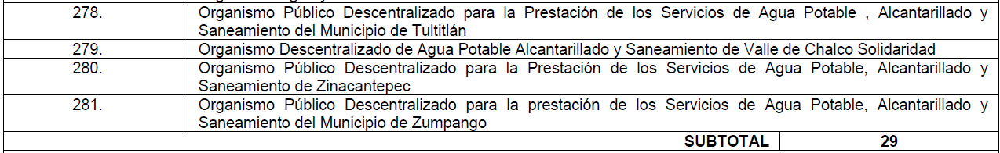 278. Organismo Público Descentralizado para la Prestación de los Servicios de Agua Potable , Alcantarillado y
Saneamiento del Municipio de Tultitlán
279. Organismo Descentralizado de Agua Potable Alcantarillado y Saneamiento de Valle de Chalco Solidaridad
280. Organismo Público Descentralizado para la Prestación de los Servicios de Agua Potable, Alcantarillado y
Saneamiento de Zinacantepec
281. Organismo Público Descentralizado para la prestación de los Servicios de Agua Potable, Alcantarillado y
Saneamiento del Municipio de Zumpango
SUBTOTAL 29